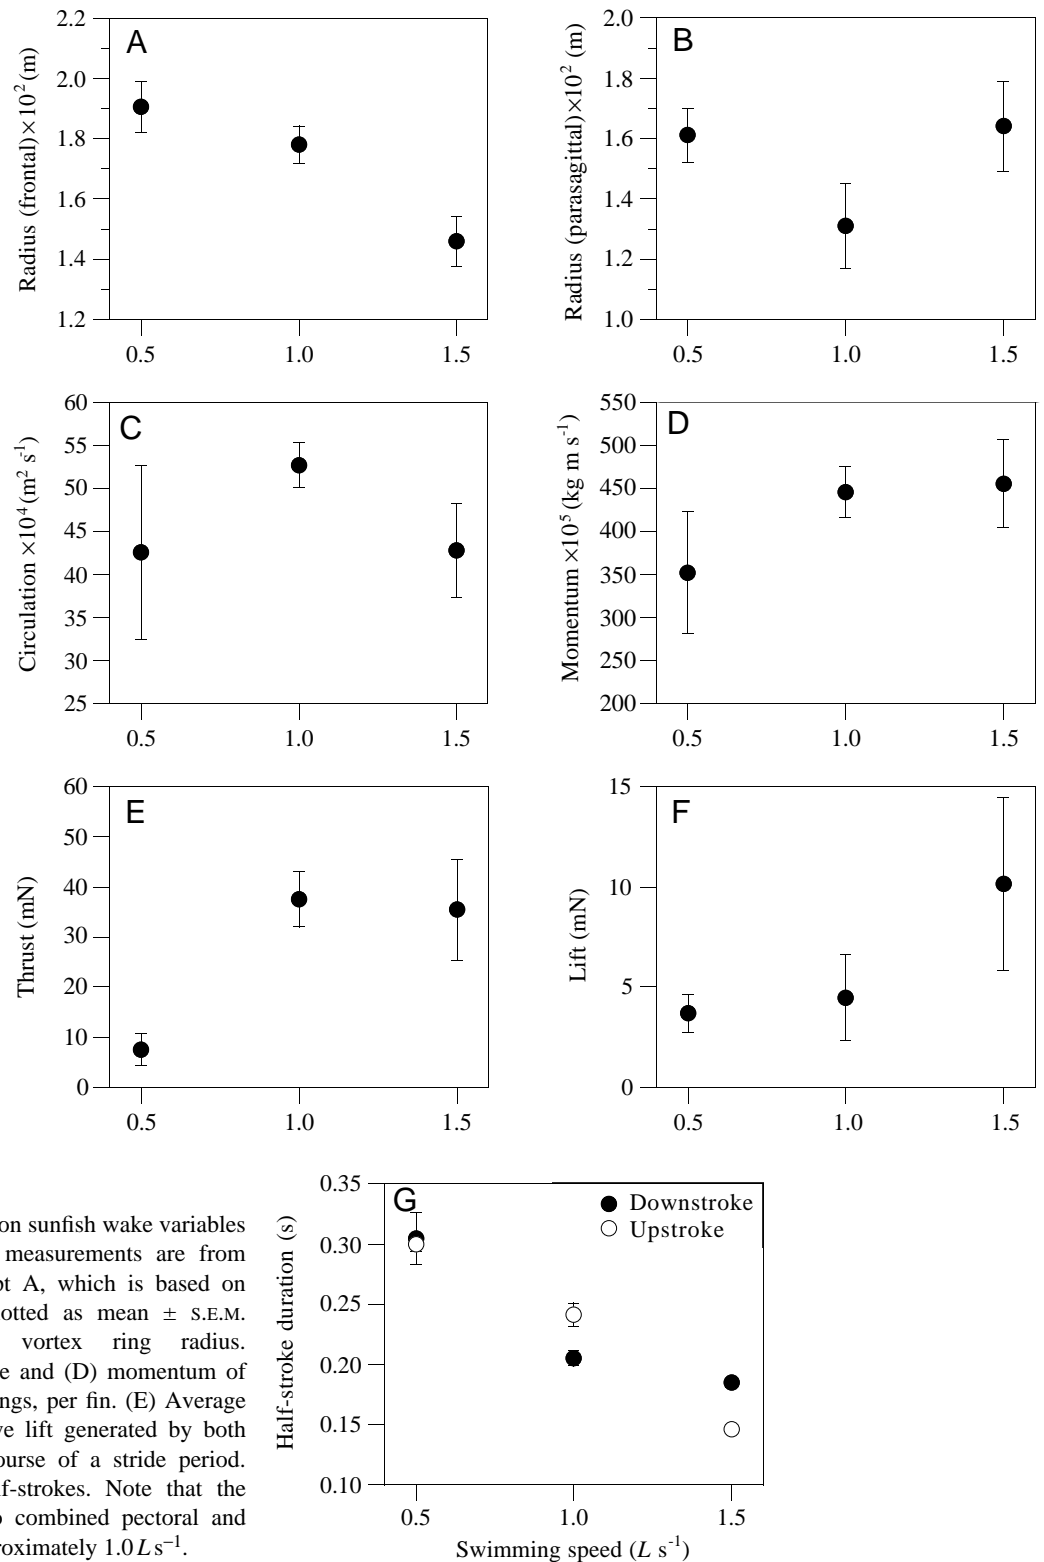 A
Radius (frontal)×10² (m)
2.2
2.0
1.8
1.6
1.4
1.2
0.5 1.0 1.5
B
Radius (parasagittal)×10² (m)
2.0
1.8
1.6
1.4
1.2
1.0
0.5 1.0 1.5
C
Circulation ×10⁴ (m² s⁻¹)
60
55
50
45
40
35
30
25
0.5 1.0 1.5
D
Momentum ×10⁵ (kg m s⁻¹)
550
500
450
400
350
300
250
200
0.5 1.0 1.5
E
Thrust (mN)
60
50
40
30
20
10
0
0.5 1.0 1.5
F
Lift (mN)
15
10
5
0
0.5 1.0 1.5
G
Downstroke
Upstroke
Half-stroke duration (s)
0.35
0.30
0.25
0.20
0.15
0.10
0.5 1.0 1.5
Swimming speed (L s⁻¹)
on sunfish wake variables
measurements are from
pt A, which is based on
otted as mean ± S.E.M.
vortex ring radius.
e and (D) momentum of
ngs, per fin. (E) Average
ve lift generated by both
ourse of a stride period.
lf-strokes. Note that the
o combined pectoral and
proximately 1.0 L s⁻¹.